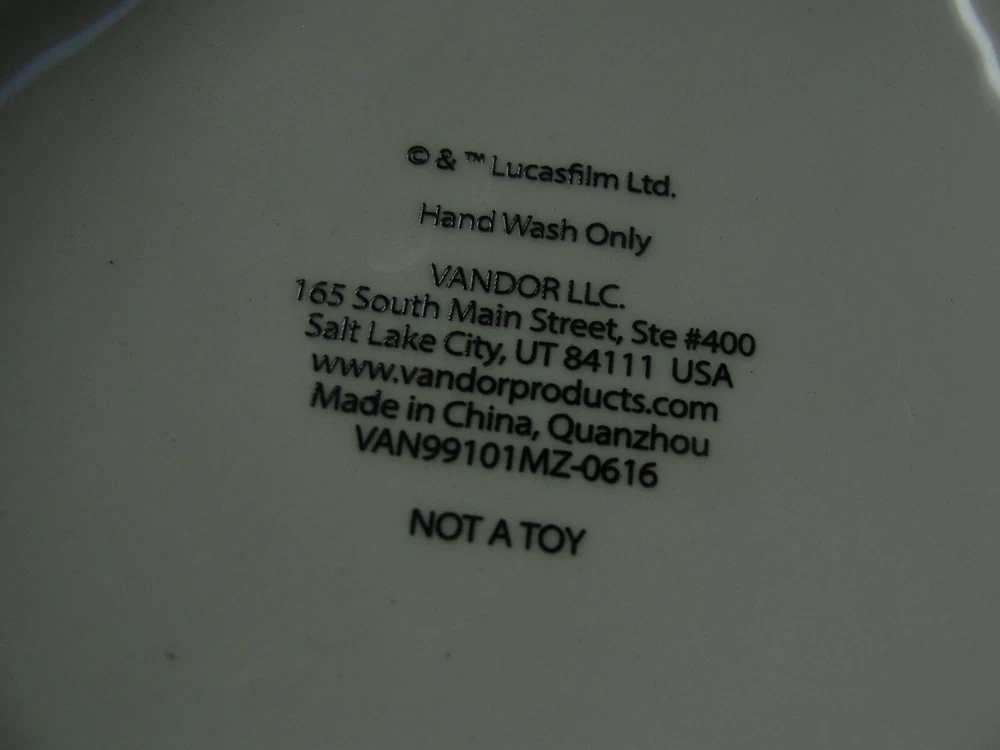 © & ™ Lucasfilm Ltd.
Hand Wash Only
VANDOR LLC.
165 South Main Street, Ste #400
Salt Lake City, UT 84111 USA
www.vandorproducts.com
Made in China, Quanzhou
VAN99101MZ-0616
NOT A TOY